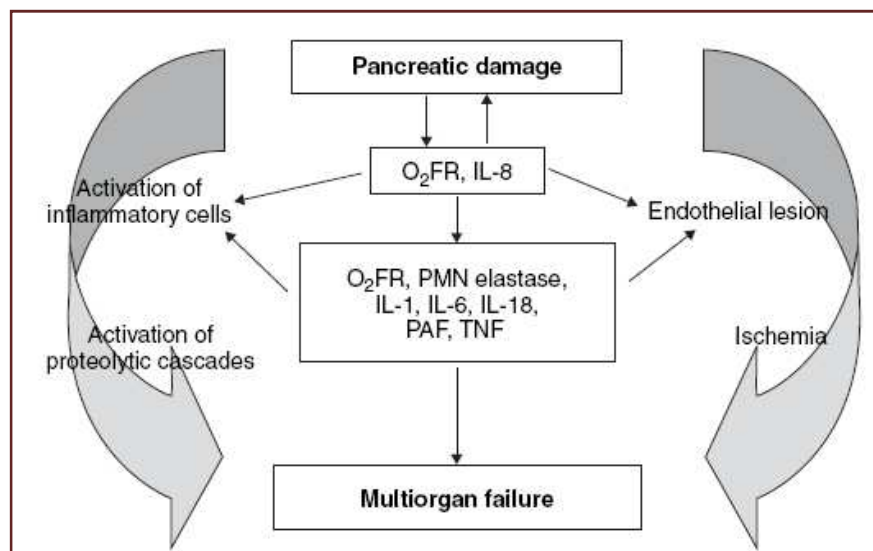 Pancreatic damage
O₂FR, IL-8
Activation of
inflammatory cells
Endothelial lesion
O₂FR, PMN elastase,
IL-1, IL-6, IL-18,
PAF, TNF
Activation of
proteolytic cascades
Ischemia
Multiorgan failure